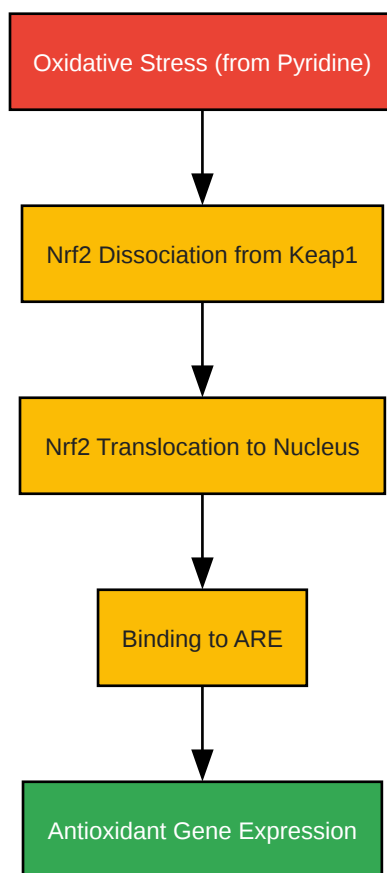 Oxidative Stress (from Pyridine)
Nrf2 Dissociation from Keap1
Nrf2 Translocation to Nucleus
Binding to ARE
Antioxidant Gene Expression